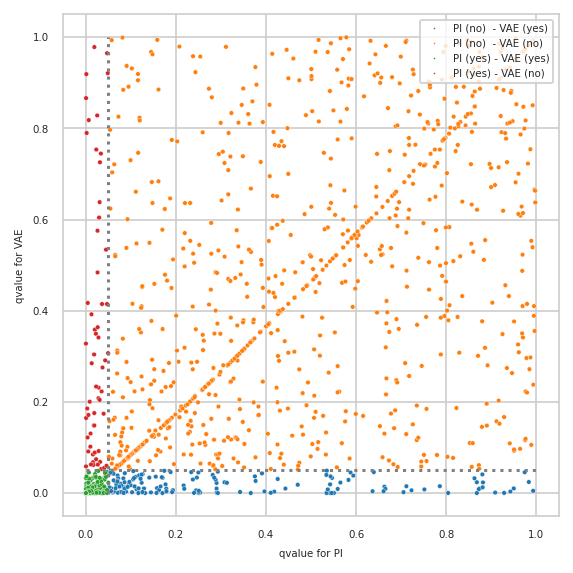 PI (no)  - VAE (yes)
PI (no)  - VAE (no)
PI (yes) - VAE (yes)
PI (yes) - VAE (no)
1.0
0.8
0.6
0.4
0.2
0.0
qvalue for VAE
0.0 0.2 0.4 0.6 0.8 1.0
qvalue for PI